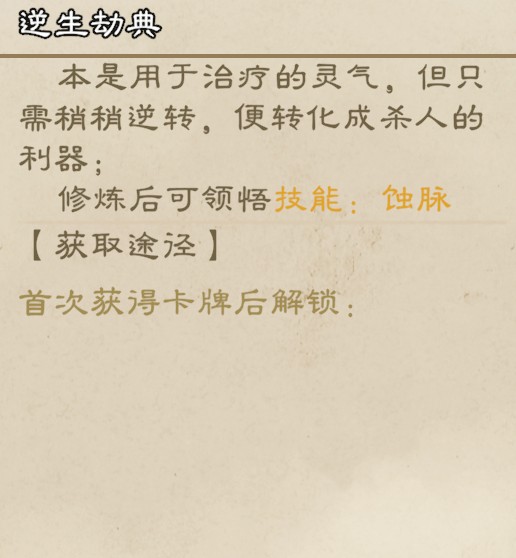 逆生劫典
本是用于治疗的灵气，但只
需稍稍逆转，便转化成杀人的
利器；
修炼后可领悟技能：蚀脉
【获取途径】
首次获得卡牌后解锁：